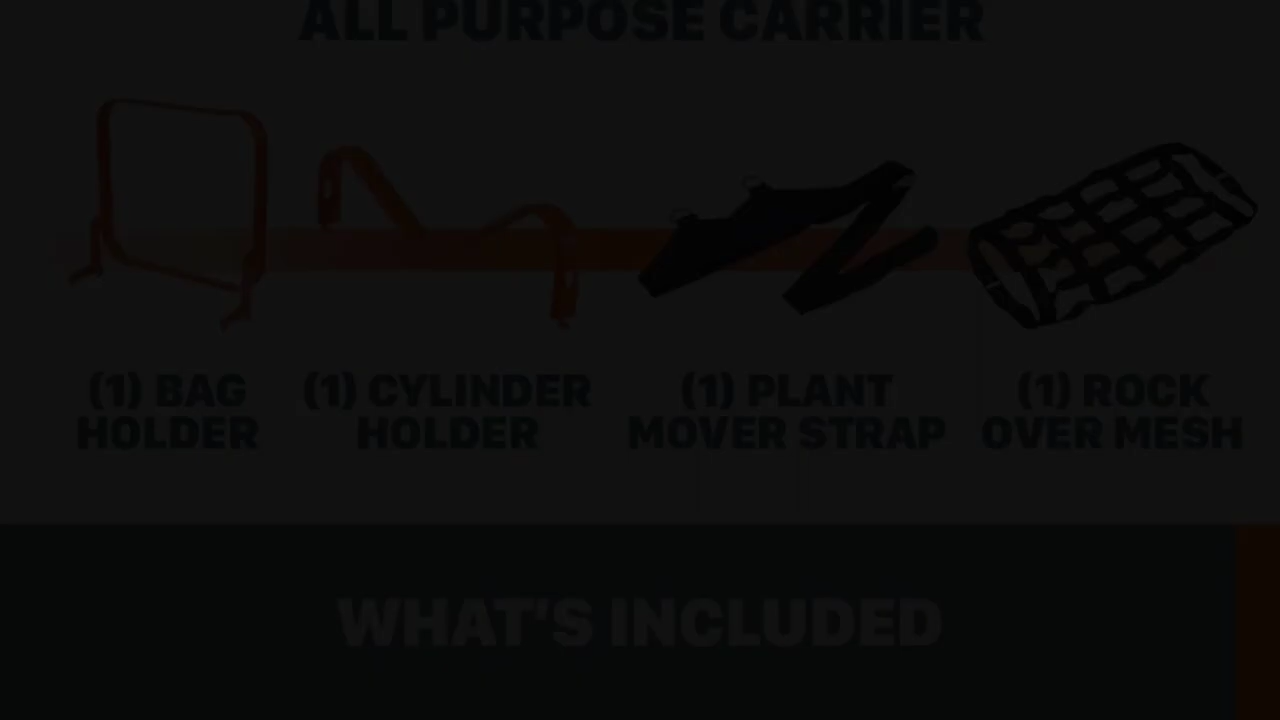 ALL PURPOSE CARRIER
(1) BAG
HOLDER
(1) CYLINDER
HOLDER
(1) PLANT
MOVER STRAP
(1) ROCK
OVER MESH
WHAT'S INCLUDED